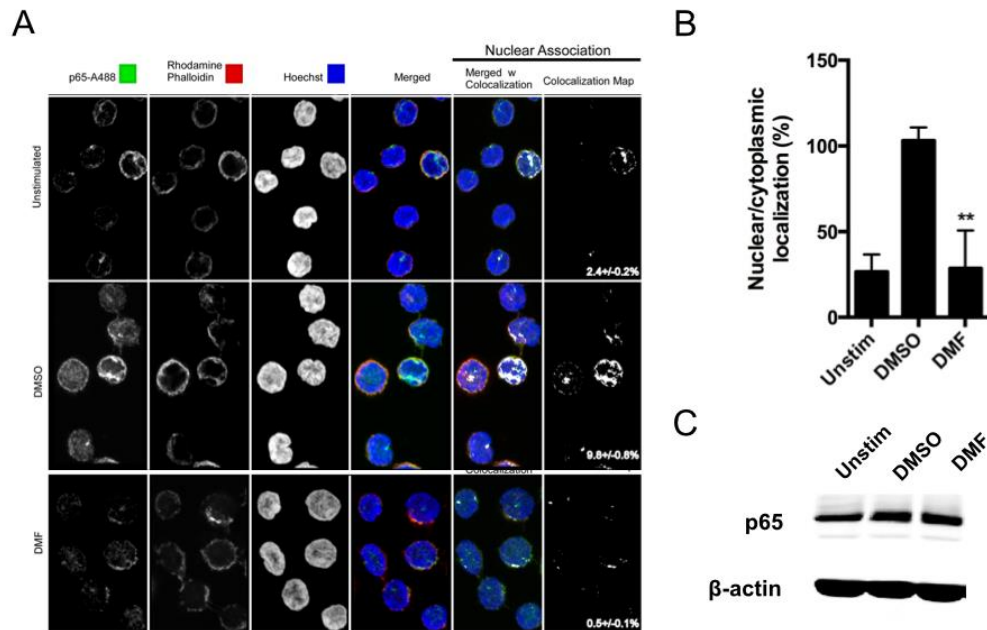 A
Nuclear Association
p65-A488
Rhodamine
Phalloidin
Hoechst
Merged
Merged w
Colocalization
Colocalization Map
Unstimulated
2.4+/-0.2%
DMSO
9.8+/-0.8%
Colocalization
DMF
0.5+/-0.1%
B
Nuclear/cytoplasmic
localization (%)
150
100
50
0
**
Unstim
DMSO
DMF
C
Unstim
DMSO
DMF
p65
β-actin